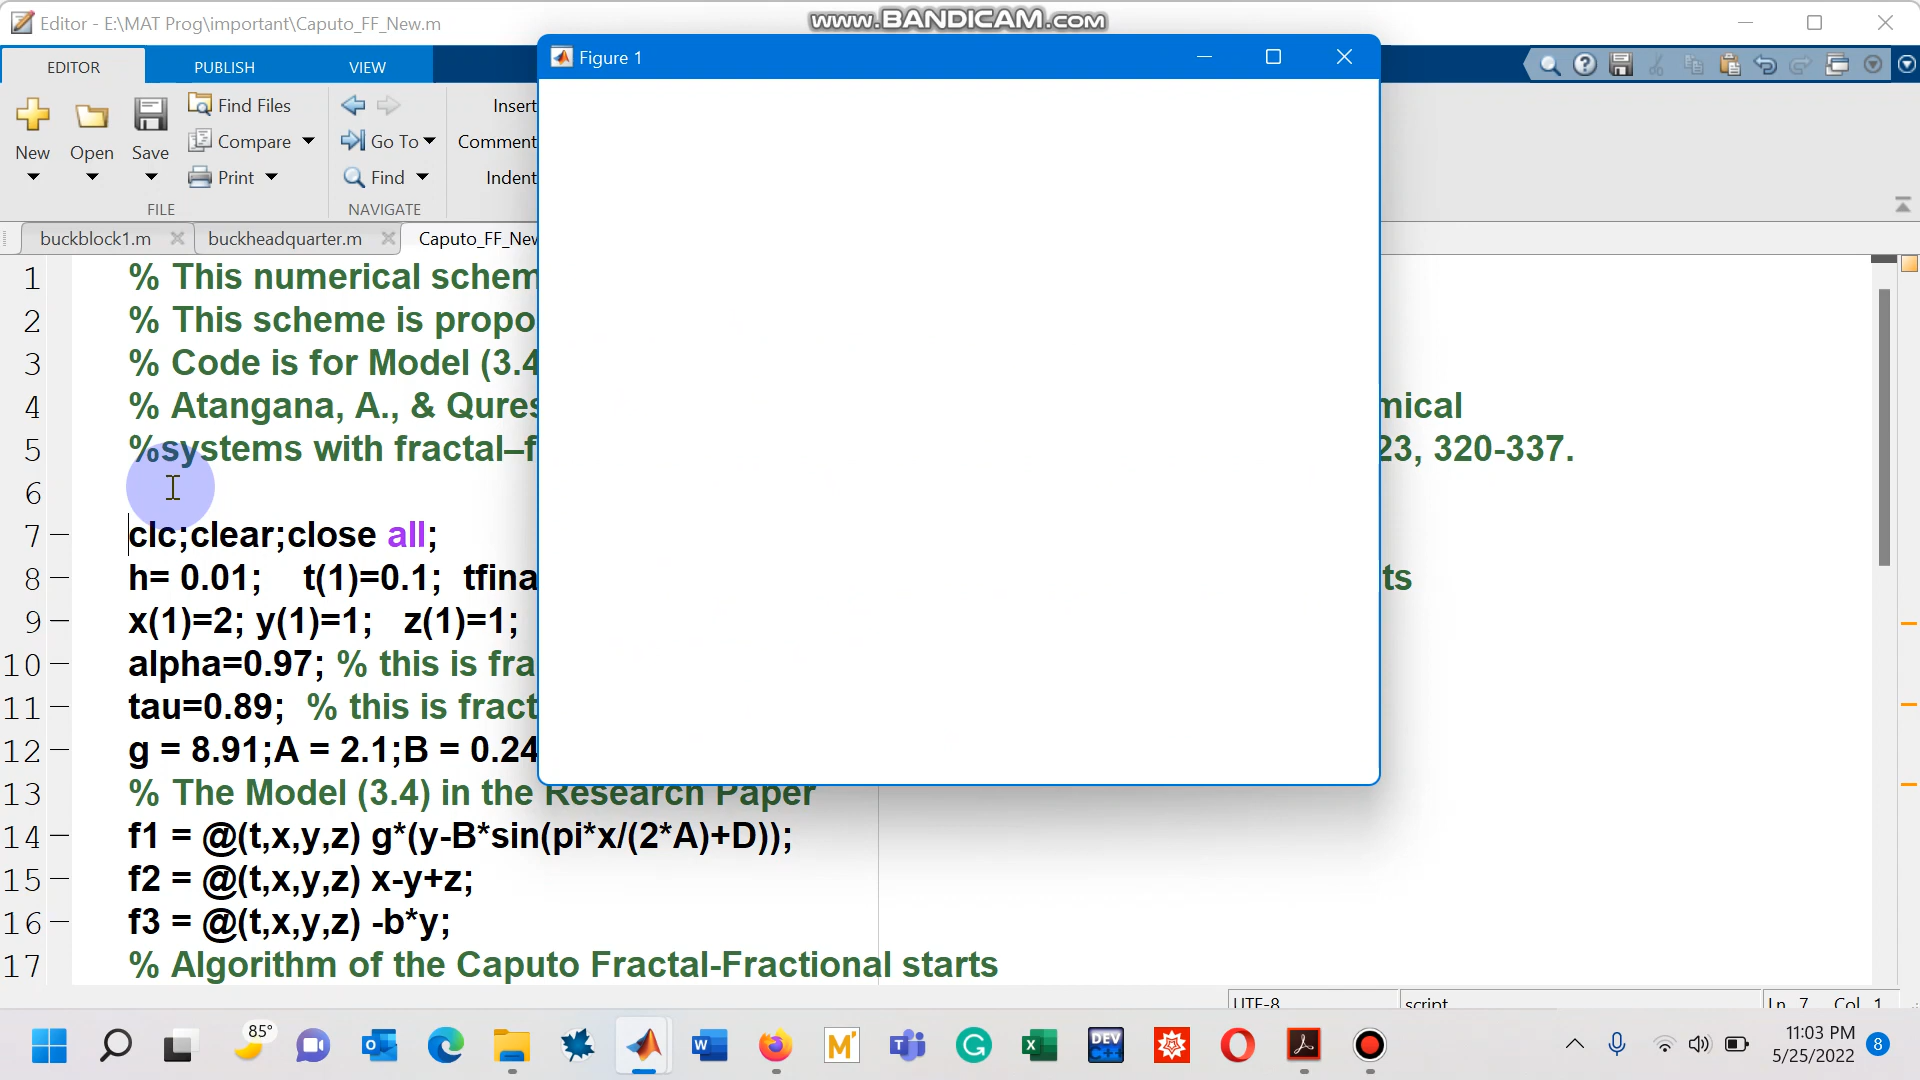 Editor - E:\MAT Prog\important\Caputo_FF_New.m
www.BANDICAM.com
Figure 1
EDITOR
PUBLISH
VIEW
New
Open
Save
Find Files
Compare
Print
Go To
Find
Insert
Comment
Indent
FILE
NAVIGATE
buckblock1.m
buckheadquarter.m
Caputo_FF_New
1 % This numerical schem
2 % This scheme is propo
3 % Code is for Model (3.4
4 % Atangana, A., & Qures mical
5 %systems with fractal–f 23, 320-337.
6
7 clc;clear;close all;
8 h= 0.01; t(1)=0.1; tfina ts
9 x(1)=2; y(1)=1; z(1)=1;
10 alpha=0.97; % this is fra
11 tau=0.89; % this is fract
12 g = 8.91;A = 2.1;B = 0.24
13 % The Model (3.4) in the Research Paper
14 f1 = @(t,x,y,z) g*(y-B*sin(pi*x/(2*A)+D));
15 f2 = @(t,x,y,z) x-y+z;
16 f3 = @(t,x,y,z) -b*y;
17 % Algorithm of the Caputo Fractal-Fractional starts
UTF-8
script
Ln 7 Col 1
85°
DEV C++
11:03 PM
5/25/2022
8